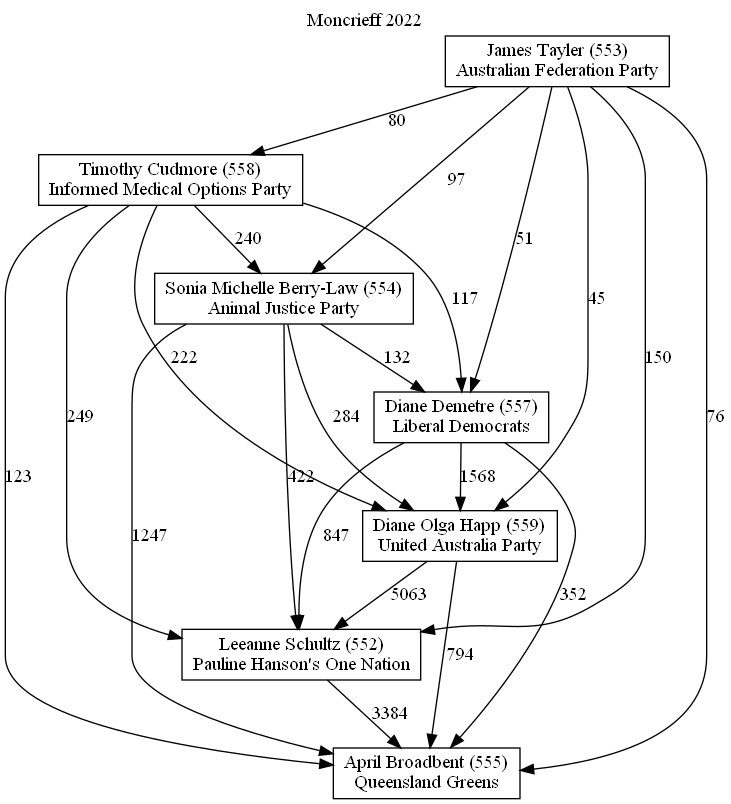 Moncrieff 2022
James Tayler (553)
Australian Federation Party
80
Timothy Cudmore (558)
Informed Medical Options Party
97
240
51
Sonia Michelle Berry-Law (554)
Animal Justice Party
117
45
222
132
150
Diane Demetre (557)
Liberal Democrats
249
284
76
123
422
1568
Diane Olga Happ (559)
United Australia Party
1247
847
5063
352
Leeanne Schultz (552)
Pauline Hanson's One Nation
794
3384
April Broadbent (555)
Queensland Greens